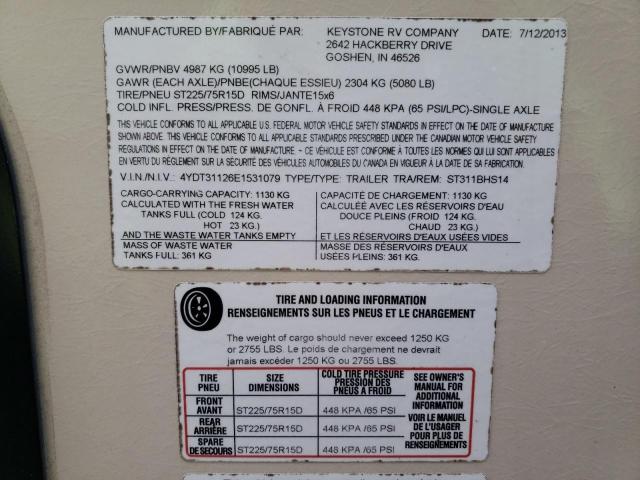 MANUFACTURED BY/FABRIQUÉ PAR: KEYSTONE RV COMPANY DATE: 7/12/2013
2642 HACKBERRY DRIVE
GOSHEN, IN 46526
GVWR/PNBV 4987 KG (10995 LB)
GAWR (EACH AXLE)/PNBE(CHAQUE ESSIEU) 2304 KG (5080 LB)
TIRE/PNEU ST225/75R15D RIMS/JANTE15x6
COLD INFL. PRESS/PRESS. DE GONFL. À FROID 448 KPA (65 PSI/LPC)-SINGLE AXLE
THIS VEHICLE CONFORMS TO ALL APPLICABLE U.S. FEDERAL MOTOR VEHICLE SAFETY STANDARDS IN EFFECT ON THE DATE OF MANUFACTURE
SHOWN ABOVE. THIS VEHICLE CONFORMS TO ALL APPLICABLE STANDARDS PRESCRIBED UNDER THE CANADIAN MOTOR VEHICLE SAFETY
REGULATIONS IN EFFECT ON THE DATE OF MANUFACTURE / CE VÉHICULE EST CONFORME À TOUTES LES NORMES QUI LUI SONT APPLICABLES
EN VERTU DU RÈGLEMENT SUR LA SÉCURITÉ DES VÉHICULES AUTOMOBILES DU CANADA EN VIGUEUR À LA DATE DE SA FABRICATION.
V.I.N./N.I.V.: 4YDT31126E1531079 TYPE/TYPE: TRAILER TRA/REM: ST311BHS14
CARGO-CARRYING CAPACITY: 1130 KG
CALCULATED WITH THE FRESH WATER
TANKS FULL (COLD 124 KG.
HOT 23 KG.)
AND THE WASTE WATER TANKS EMPTY
MASS OF WASTE WATER
TANKS FULL: 361 KG
CAPACITÉ DE CHARGEMENT: 1130 KG
CALCULÉE AVEC LES RÉSERVOIRS D'EAU
DOUCE PLEINS (FROID 124 KG.
CHAUD 23 KG.)
ET LES RÉSERVOIRS D'EAUX USÉES VIDES
MASSE DES RÉSERVOIRS D'EAUX
USÉES PLEINS: 361 KG.
TIRE AND LOADING INFORMATION
RENSEIGNEMENTS SUR LES PNEUS ET LE CHARGEMENT
The weight of cargo should never exceed 1250 KG
or 2755 LBS. Le poids de chargement ne devrait
jamais excéder 1250 KG ou 2755 LBS.
TIRE
PNEU
SIZE
DIMENSIONS
COLD TIRE PRESSURE
PRESSION DES
PNEUS A FROID
FRONT
AVANT
ST225/75R15D
448 KPA /65 PSI
REAR
ARRIÈRE
ST225/75R15D
448 KPA /65 PSI
SPARE
DE SECOURS
ST225/75R15D
448 KPA /65 PSI
SEE OWNER'S
MANUAL FOR
ADDITIONAL
INFORMATION
VOIR LE MANUEL
DE L'USAGER
POUR PLUS DE
RENSEIGNEMENTS